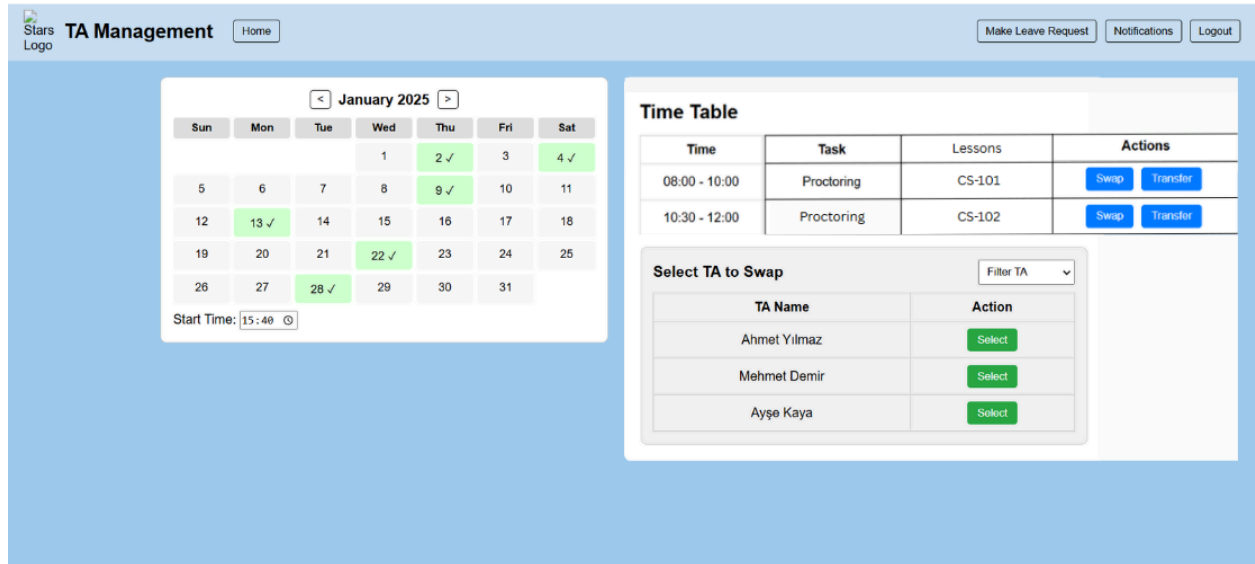 Stars Logo TA Management Home Make Leave Request Notifications Logout
< January 2025 >
Sun Mon Tue Wed Thu Fri Sat
1 2 ✓ 3 4 ✓
5 6 7 8 9 ✓ 10 11
12 13 ✓ 14 15 16 17 18
19 20 21 22 ✓ 23 24 25
26 27 28 ✓ 29 30 31
Start Time: 15:40
Time Table
Time Task Lessons Actions
08:00 - 10:00 Proctoring CS-101 Swap Transfer
10:30 - 12:00 Proctoring CS-102 Swap Transfer
Select TA to Swap Filter TA
TA Name Action
Ahmet Yılmaz Select
Mehmet Demir Select
Ayşe Kaya Select